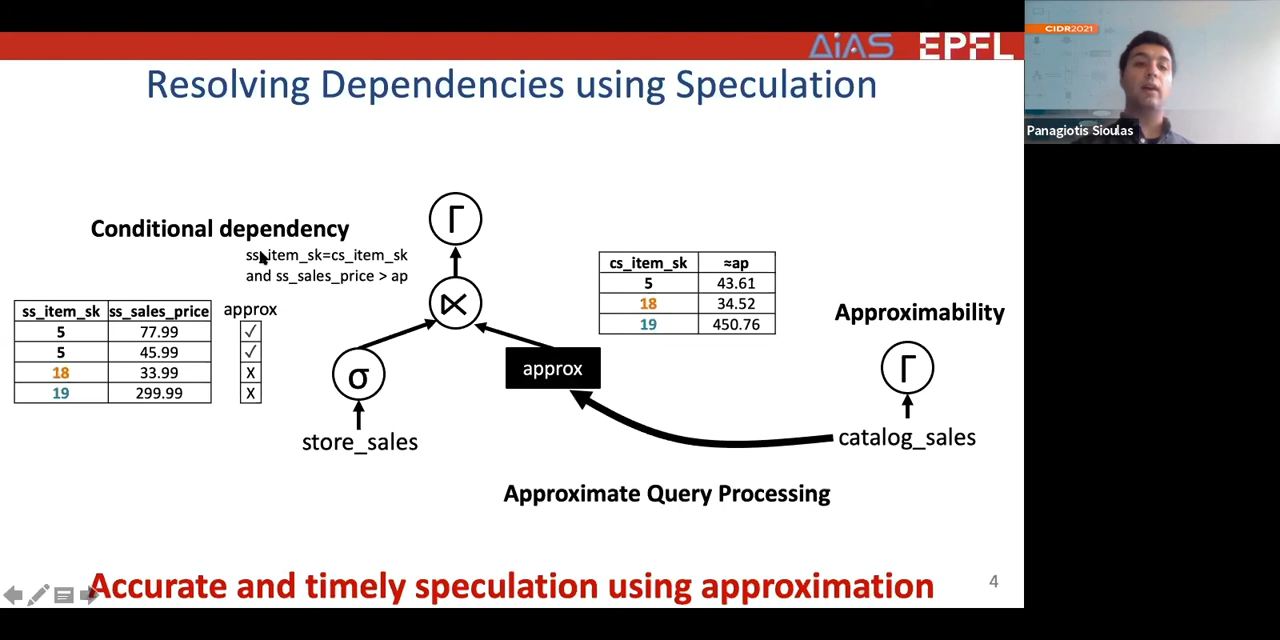 CIDR2021
AiAS EPFL
Resolving Dependencies using Speculation
Panagiotis Sioulas
Conditional dependency
ss_item_sk=cs_item_sk
and ss_sales_price > ap
Γ
⋉
σ
store_sales
ss_item_sk ss_sales_price approx
5 77.99 ✓
5 45.99 ✓
18 33.99 X
19 299.99 X
approx
cs_item_sk ≈ap
5 43.61
18 34.52
19 450.76
Approximability
Γ
catalog_sales
Approximate Query Processing
Accurate and timely speculation using approximation
4